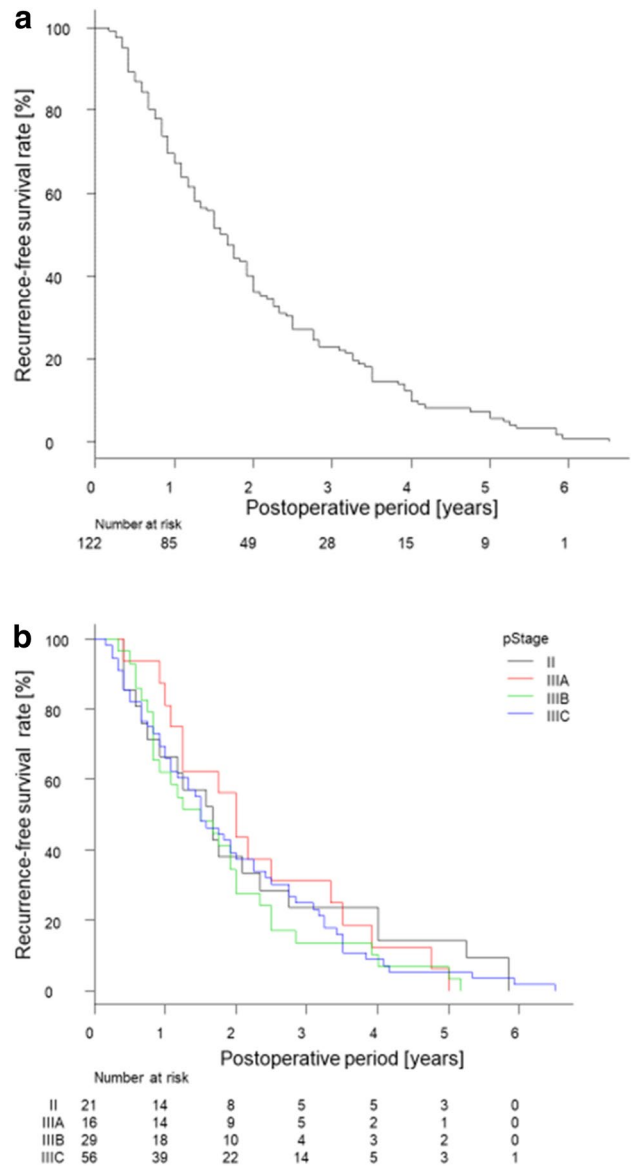 a
Recurrence-free survival rate [%]
100
80
60
40
20
0
0 1 2 3 4 5 6
Postoperative period [years]
Number at risk
122 85 49 28 15 9 1
b
Recurrence-free survival rate [%]
100
80
60
40
20
0
pStage
II
IIIA
IIIB
IIIC
0 1 2 3 4 5 6
Postoperative period [years]
Number at risk
II 21 14 8 5 5 3 0
IIIA 16 14 9 5 2 1 0
IIIB 29 18 10 4 3 2 0
IIIC 56 39 22 14 5 3 1